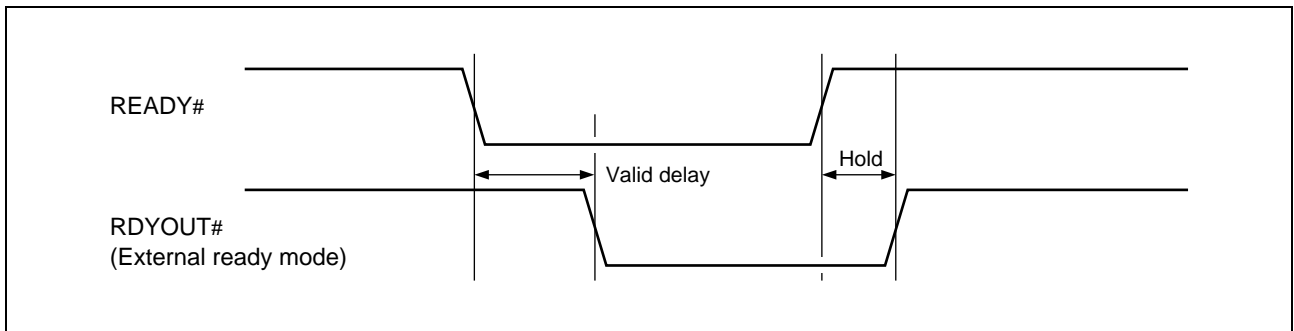 READY#
Hold
Valid delay
RDYOUT#
(External ready mode)